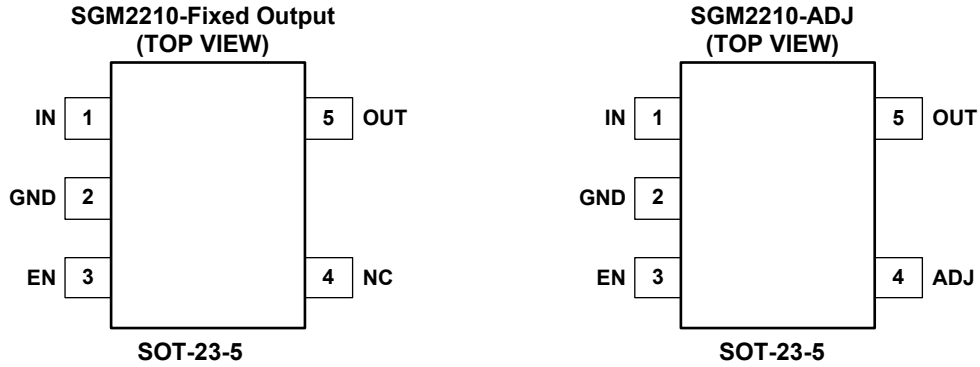 SGM2210-Fixed Output
(TOP VIEW)
IN 1 5 OUT
GND 2
EN 3 4 NC
SOT-23-5
SGM2210-ADJ
(TOP VIEW)
IN 1 5 OUT
GND 2
EN 3 4 ADJ
SOT-23-5